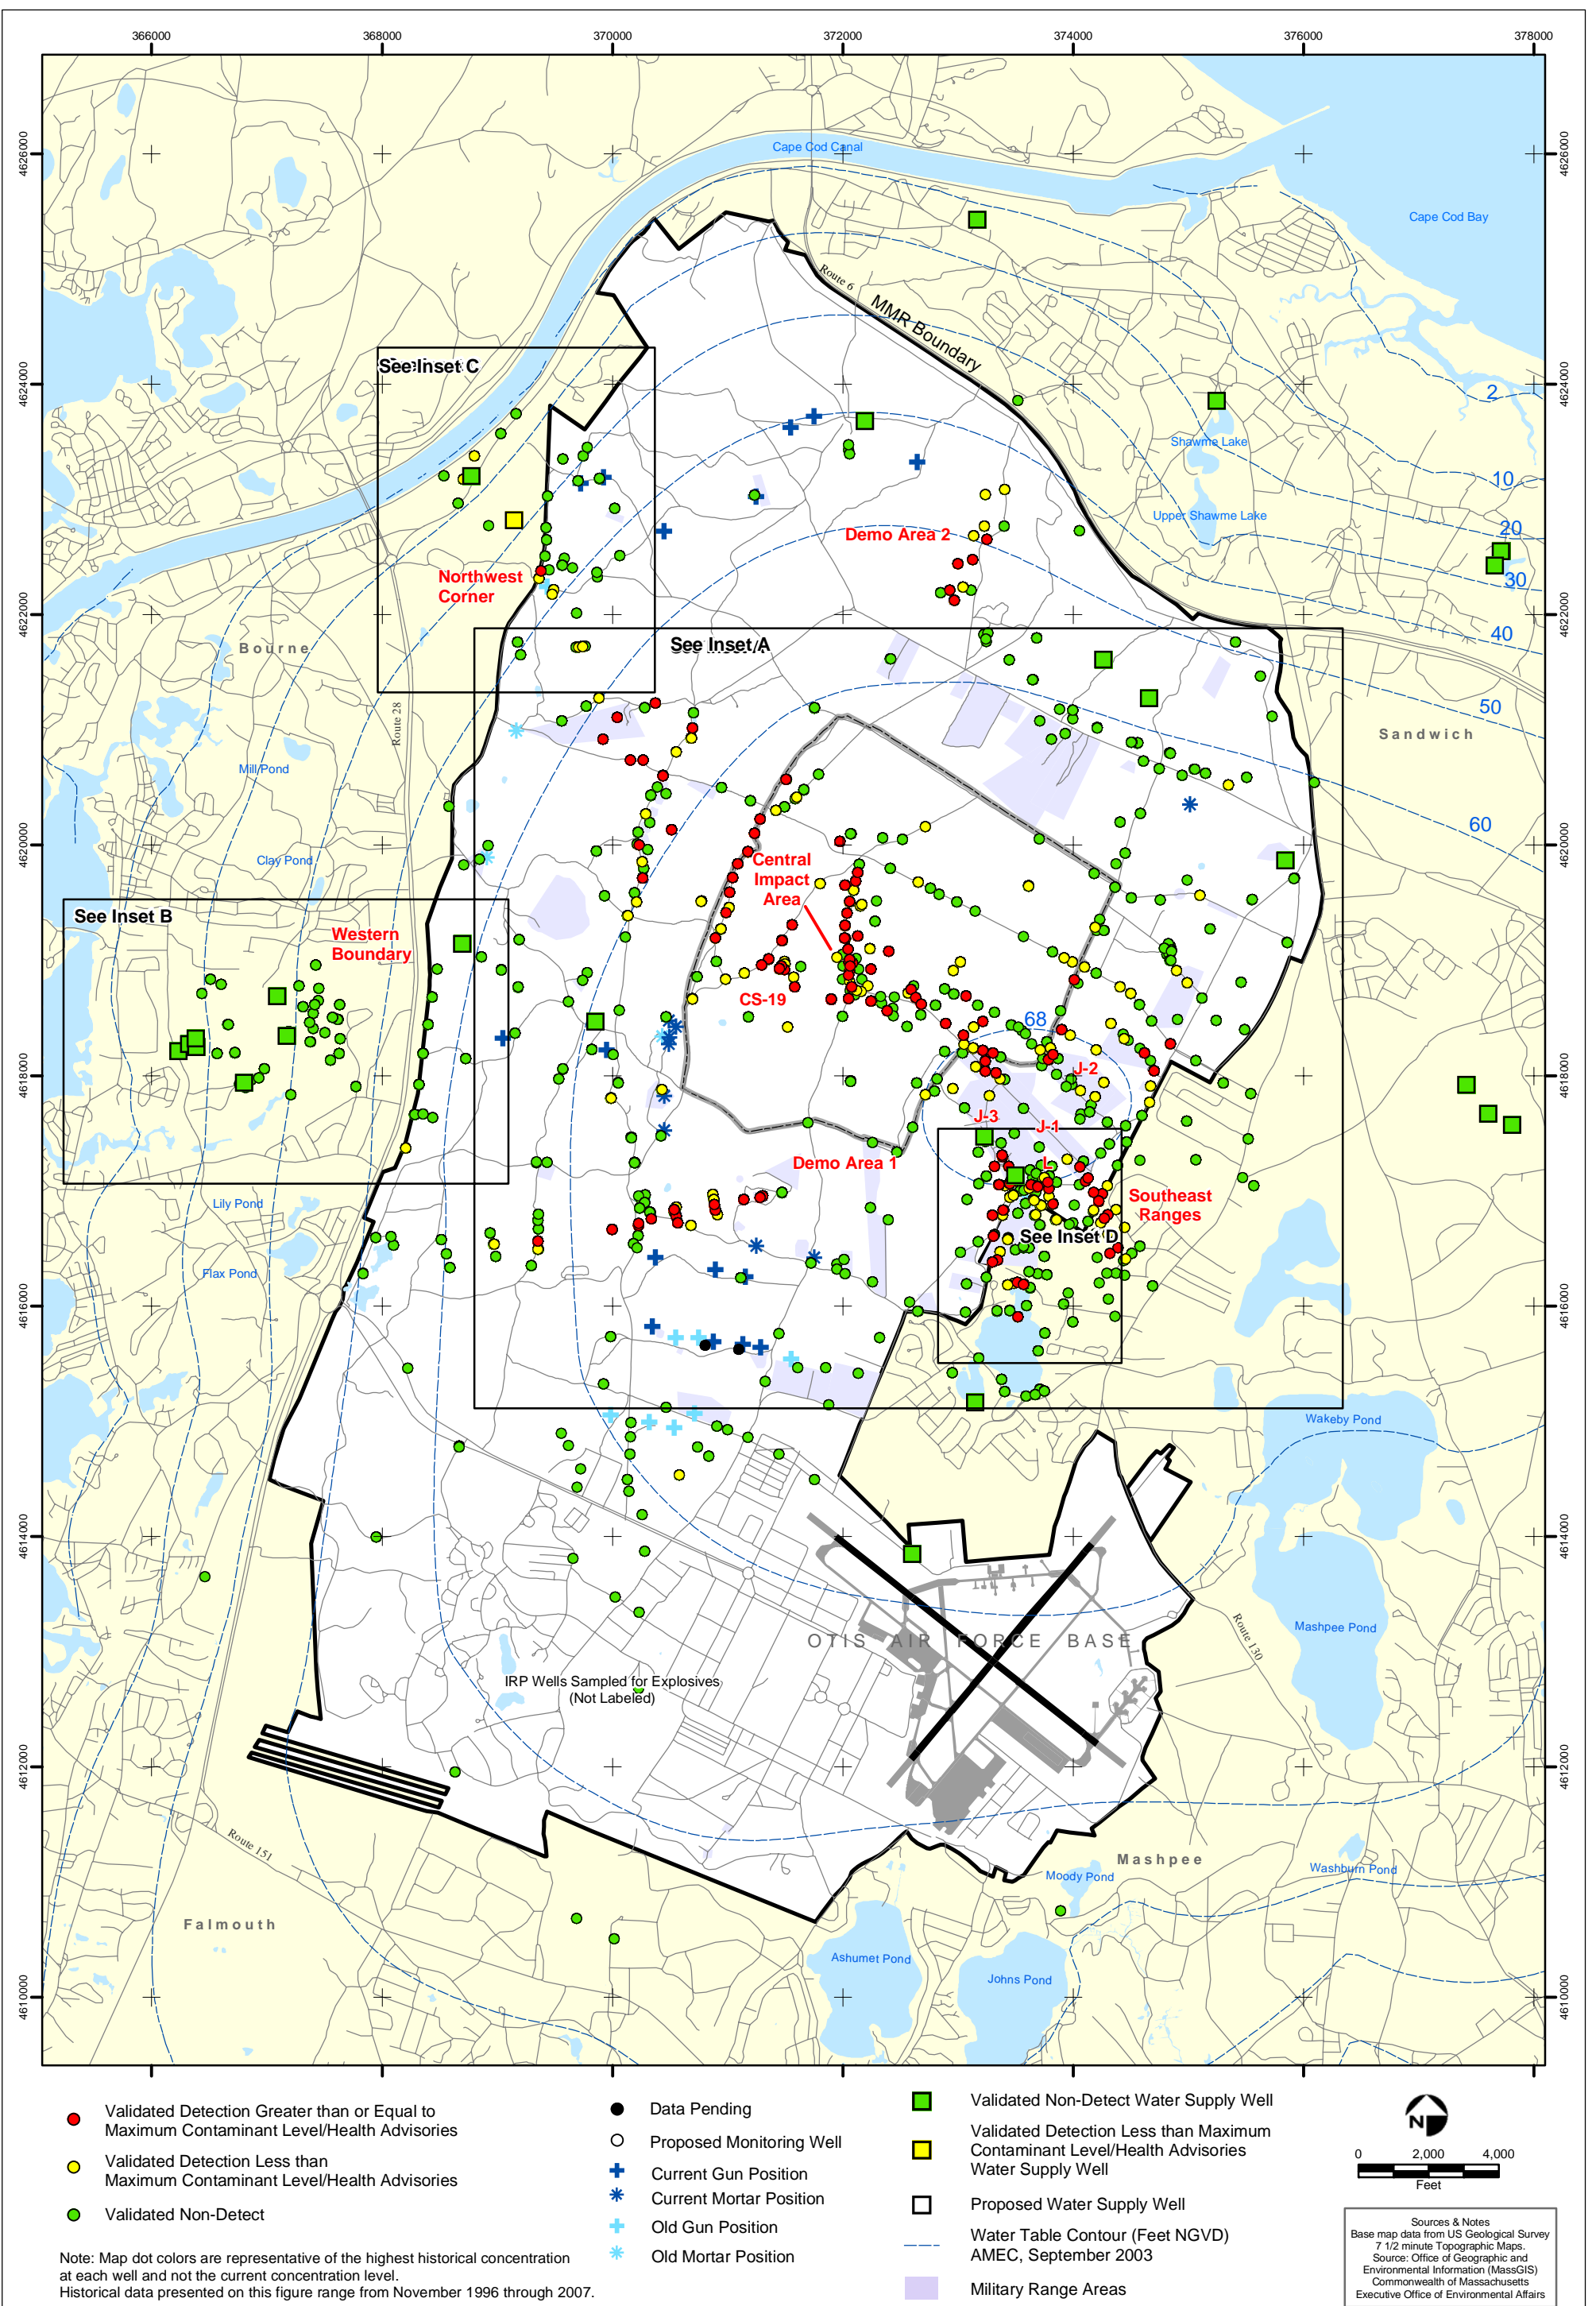 366000 368000 370000 372000 374000 376000 378000
4626000
4626000
Cape Cod Canal
Cape Cod Bay
Route 6
MMR Boundary
See Inset C
4624000
4624000
2
Shawme Lake
10
Upper Shawme Lake
20
Demo Area 2
30
Northwest
Corner
4622000
4622000
40
See Inset A
Bourne
50
Route 28
Sandwich
Mill Pond
60
4620000
4620000
Clay Pond
Central
Impact
Area
See Inset B
Western
Boundary
CS-19
68
4618000
4618000
J-2
J-3
J-1
Demo Area 1
L
Southeast
Ranges
Lily Pond
See Inset D
Flax Pond
4616000
4616000
Wakeby Pond
4614000
4614000
Mashpee Pond
Route 130
OTIS AIR FORCE BASE
IRP Wells Sampled for Explosives
(Not Labeled)
4612000
4612000
Route 151
Mashpee
Washburn Pond
Moody Pond
Falmouth
Ashumet Pond
Johns Pond
4610000
4610000
Validated Detection Greater than or Equal to
Maximum Contaminant Level/Health Advisories
Validated Detection Less than
Maximum Contaminant Level/Health Advisories
Validated Non-Detect
Note: Map dot colors are representative of the highest historical concentration
at each well and not the current concentration level.
Historical data presented on this figure range from November 1996 through 2007.
Data Pending
Proposed Monitoring Well
Current Gun Position
Current Mortar Position
Old Gun Position
Old Mortar Position
Validated Non-Detect Water Supply Well
Validated Detection Less than Maximum
Contaminant Level/Health Advisories
Water Supply Well
Proposed Water Supply Well
Water Table Contour (Feet NGVD)
AMEC, September 2003
Military Range Areas
N
0 2,000 4,000
Feet
Sources & Notes
Base map data from US Geological Survey
7 1/2 minute Topographic Maps.
Source: Office of Geographic and
Environmental Information (MassGIS)
Commonwealth of Massachusetts
Executive Office of Environmental Affairs